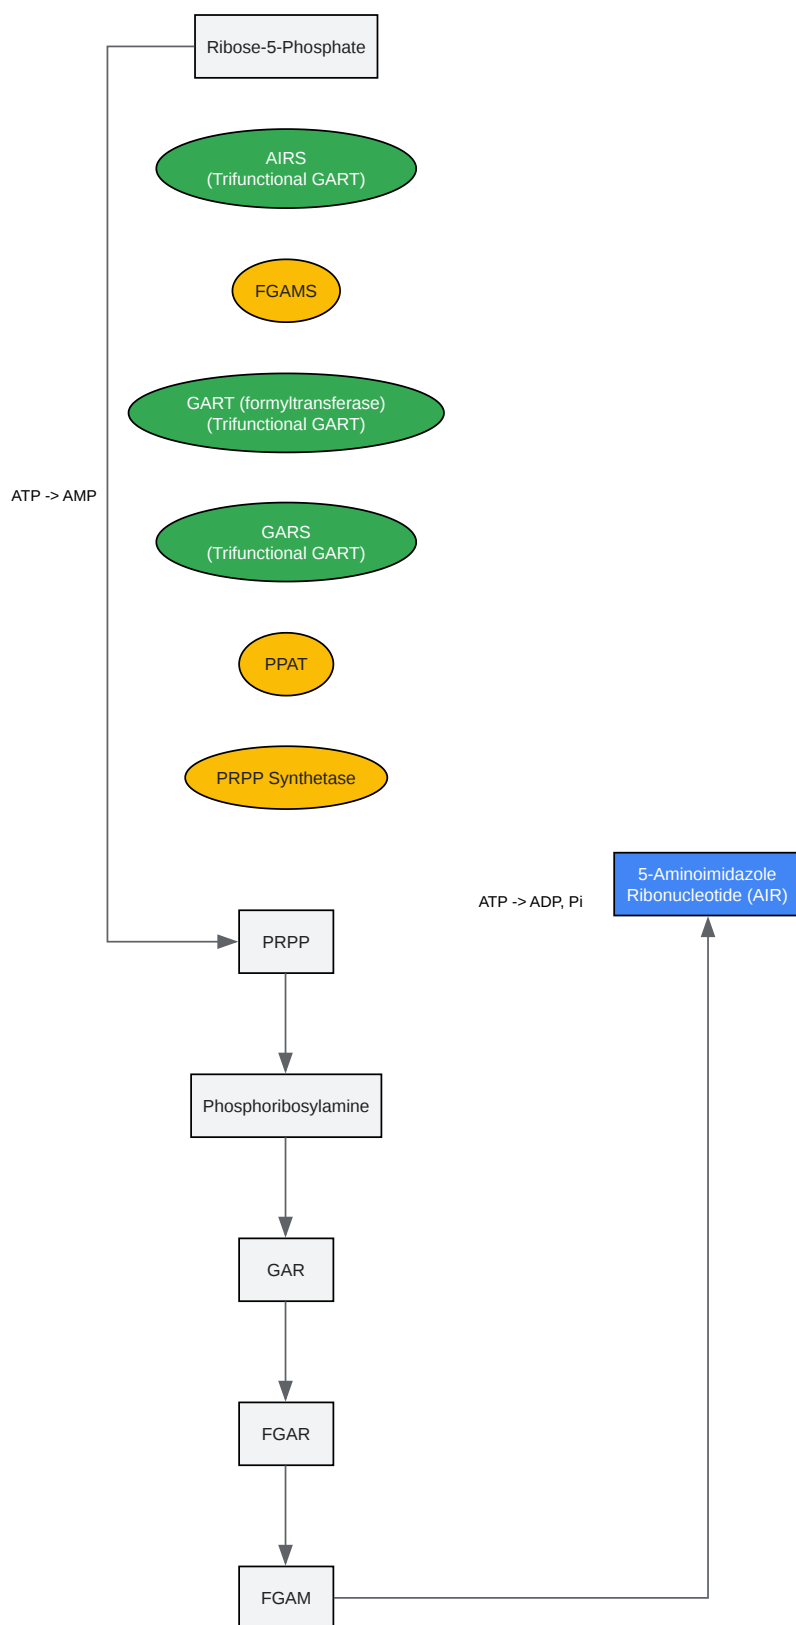 Ribose-5-Phosphate
AIRS
(Trifunctional GART)
FGAMS
GART (formyltransferase)
(Trifunctional GART)
ATP -> AMP
GARS
(Trifunctional GART)
PPAT
PRPP Synthetase
5-Aminoimidazole
Ribonucleotide (AIR)
ATP -> ADP, Pi
PRPP
Phosphoribosylamine
GAR
FGAR
FGAM